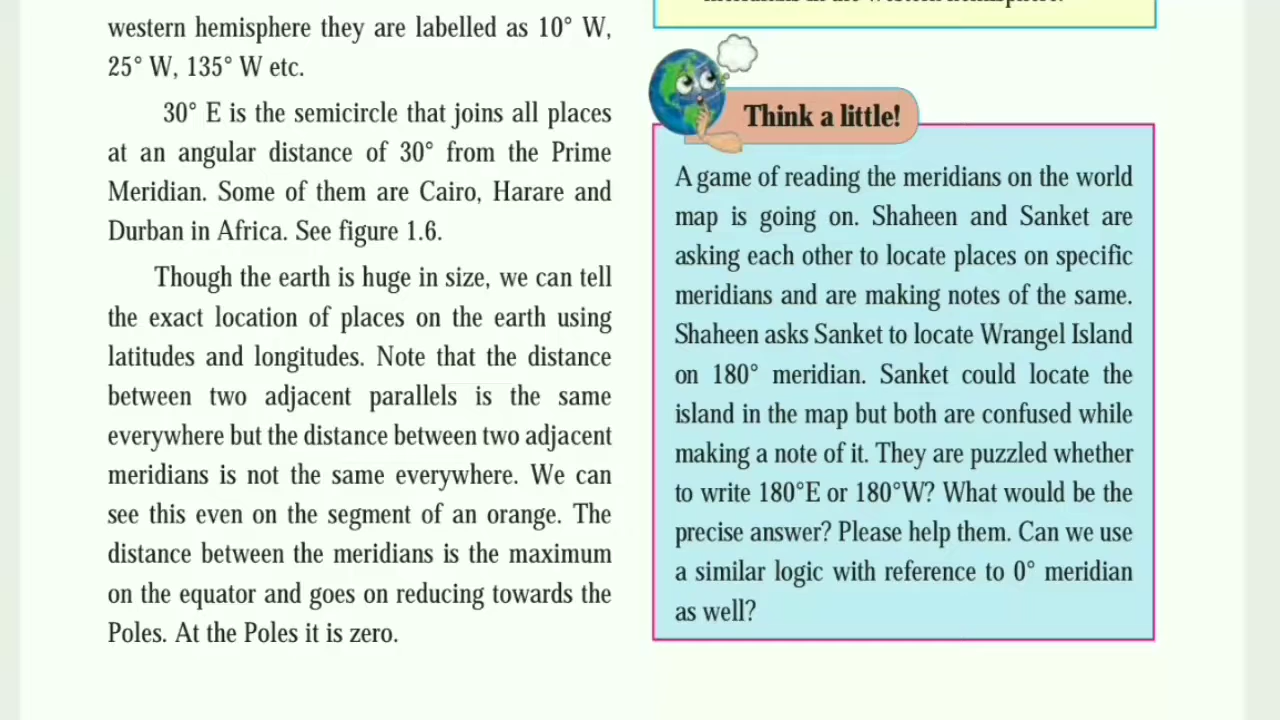 western hemisphere they are labelled as 10° W,
25° W, 135° W etc.
30° E is the semicircle that joins all places
at an angular distance of 30° from the Prime
Meridian. Some of them are Cairo, Harare and
Durban in Africa. See figure 1.6.
Though the earth is huge in size, we can tell
the exact location of places on the earth using
latitudes and longitudes. Note that the distance
between two adjacent parallels is the same
everywhere but the distance between two adjacent
meridians is not the same everywhere. We can
see this even on the segment of an orange. The
distance between the meridians is the maximum
on the equator and goes on reducing towards the
Poles. At the Poles it is zero.
meridians in the western hemisphere.
Think a little!
A game of reading the meridians on the world
map is going on. Shaheen and Sanket are
asking each other to locate places on specific
meridians and are making notes of the same.
Shaheen asks Sanket to locate Wrangel Island
on 180° meridian. Sanket could locate the
island in the map but both are confused while
making a note of it. They are puzzled whether
to write 180°E or 180°W? What would be the
precise answer? Please help them. Can we use
a similar logic with reference to 0° meridian
as well?